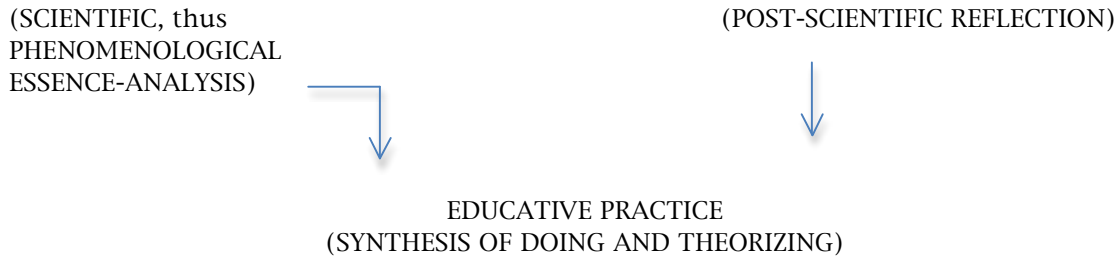 (SCIENTIFIC, thus
PHENOMENOLOGICAL
ESSENCE-ANALYSIS)
(POST-SCIENTIFIC REFLECTION)
EDUCATIVE PRACTICE
(SYNTHESIS OF DOING AND THEORIZING)